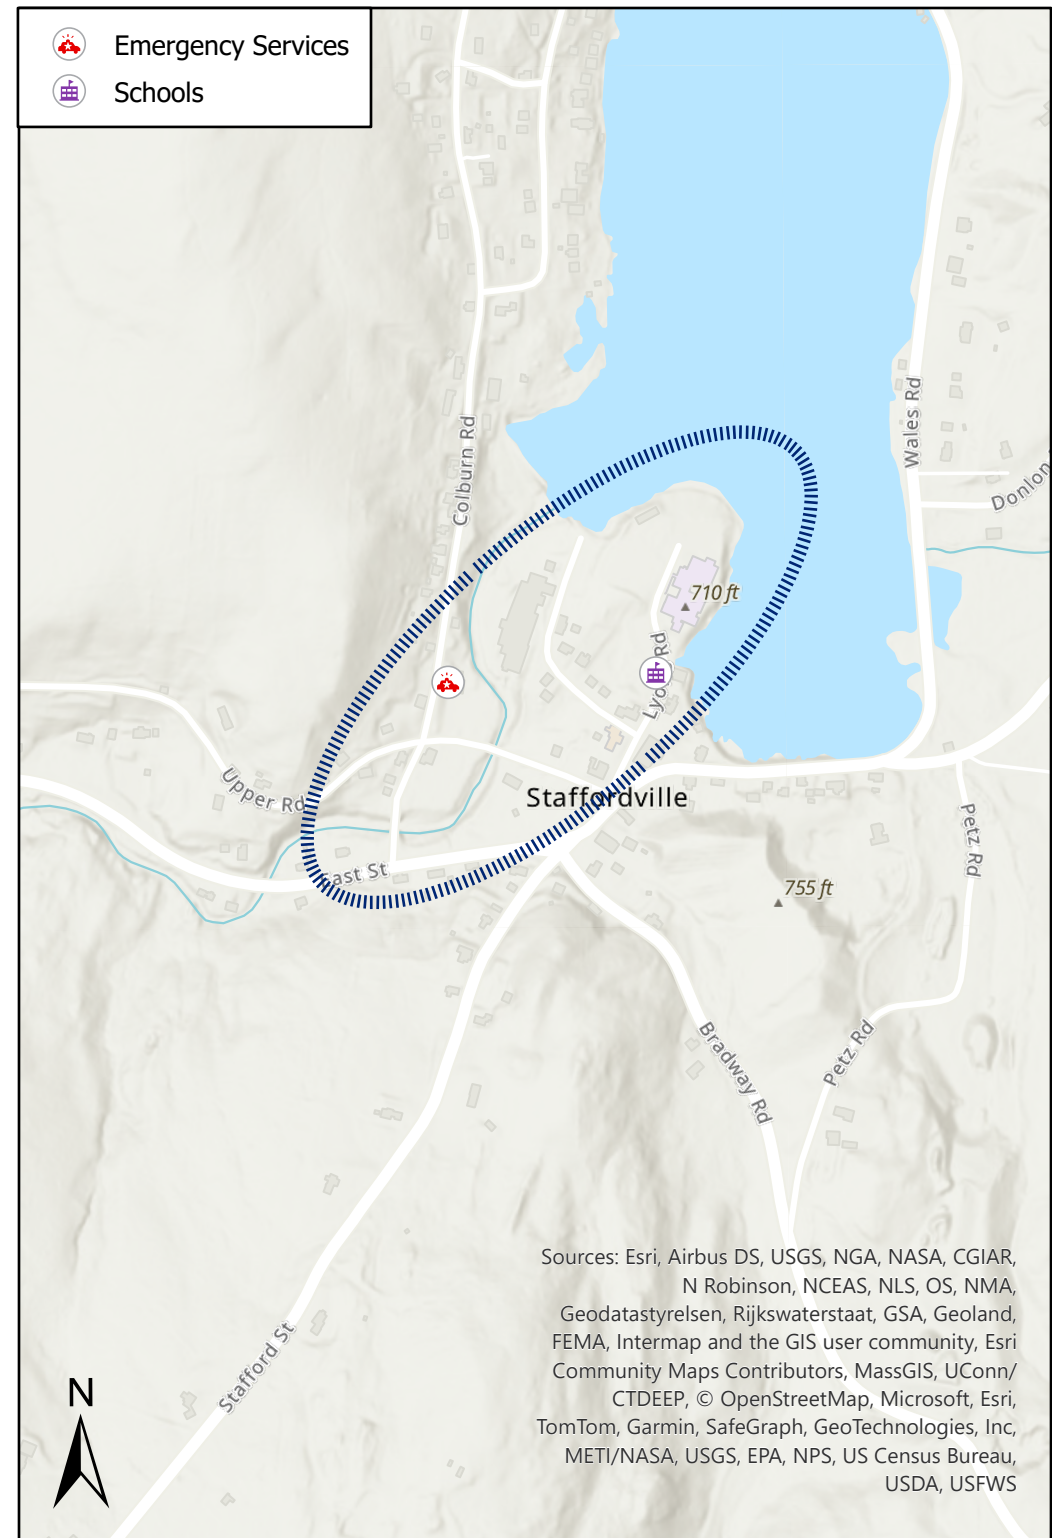 Emergency Services
Schools
Colburn Rd
Wales Rd
Donlon
710 ft
Rd
Upper Rd
Staffordville
East St
Petz Rd
755 ft
Petz Rd
Bradway Rd
Stafford St
Sources: Esri, Airbus DS, USGS, NGA, NASA, CGIAR,
N Robinson, NCEAS, NLS, OS, NMA,
Geodatastyrelsen, Rijkswaterstaat, GSA, Geoland,
FEMA, Intermap and the GIS user community, Esri
Community Maps Contributors, MassGIS, UConn/
CTDEEP, © OpenStreetMap, Microsoft, Esri,
TomTom, Garmin, SafeGraph, GeoTechnologies, Inc,
METI/NASA, USGS, EPA, NPS, US Census Bureau,
USDA, USFWS
N